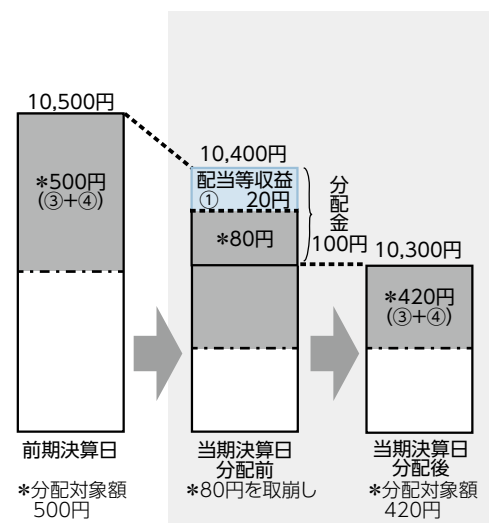 10,500円
*500円
(③+④)
前期決算日
*分配対象額
500円
10,400円
配当等収益
① 20円
*80円
分配金
100円
当期決算日
分配前
*80円を取崩し
10,300円
*420円
(③+④)
当期決算日
分配後
*分配対象額
420円